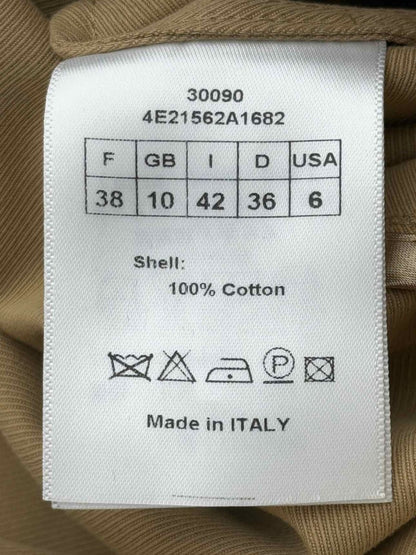 30090
4E21562A1682
F GB I D USA
38 10 42 36 6
Shell:
100% Cotton
P
Made in ITALY